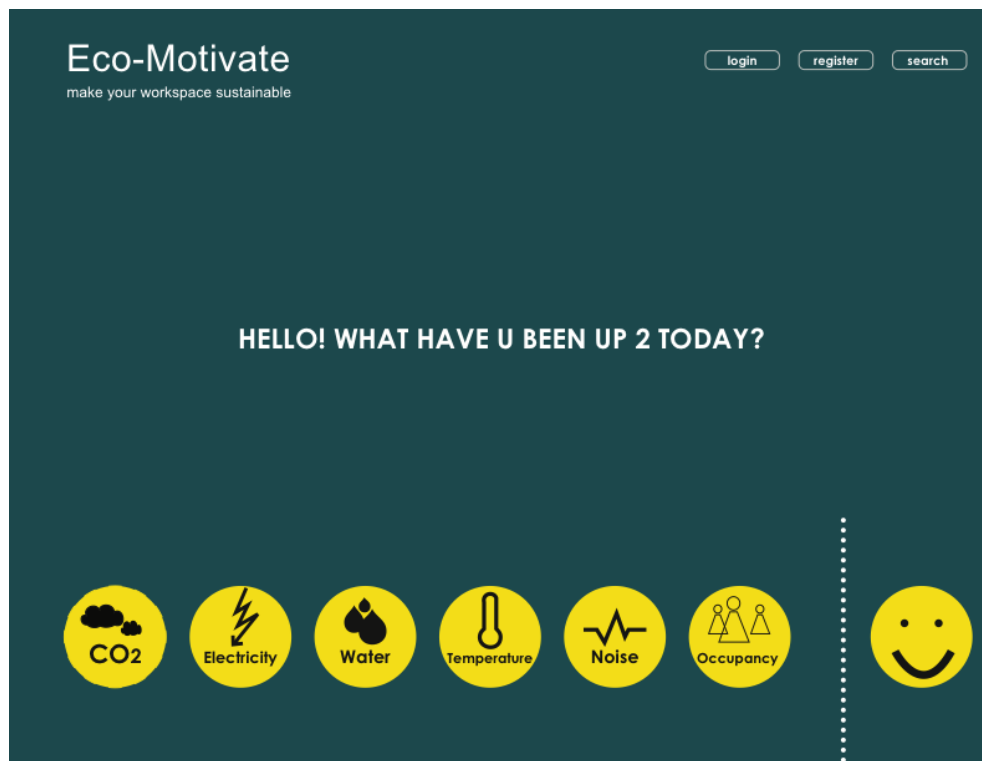 Eco-Motivate
make your workspace sustainable
login
register
search
HELLO! WHAT HAVE U BEEN UP 2 TODAY?
CO2
Electricity
Water
Temperature
Noise
Occupancy